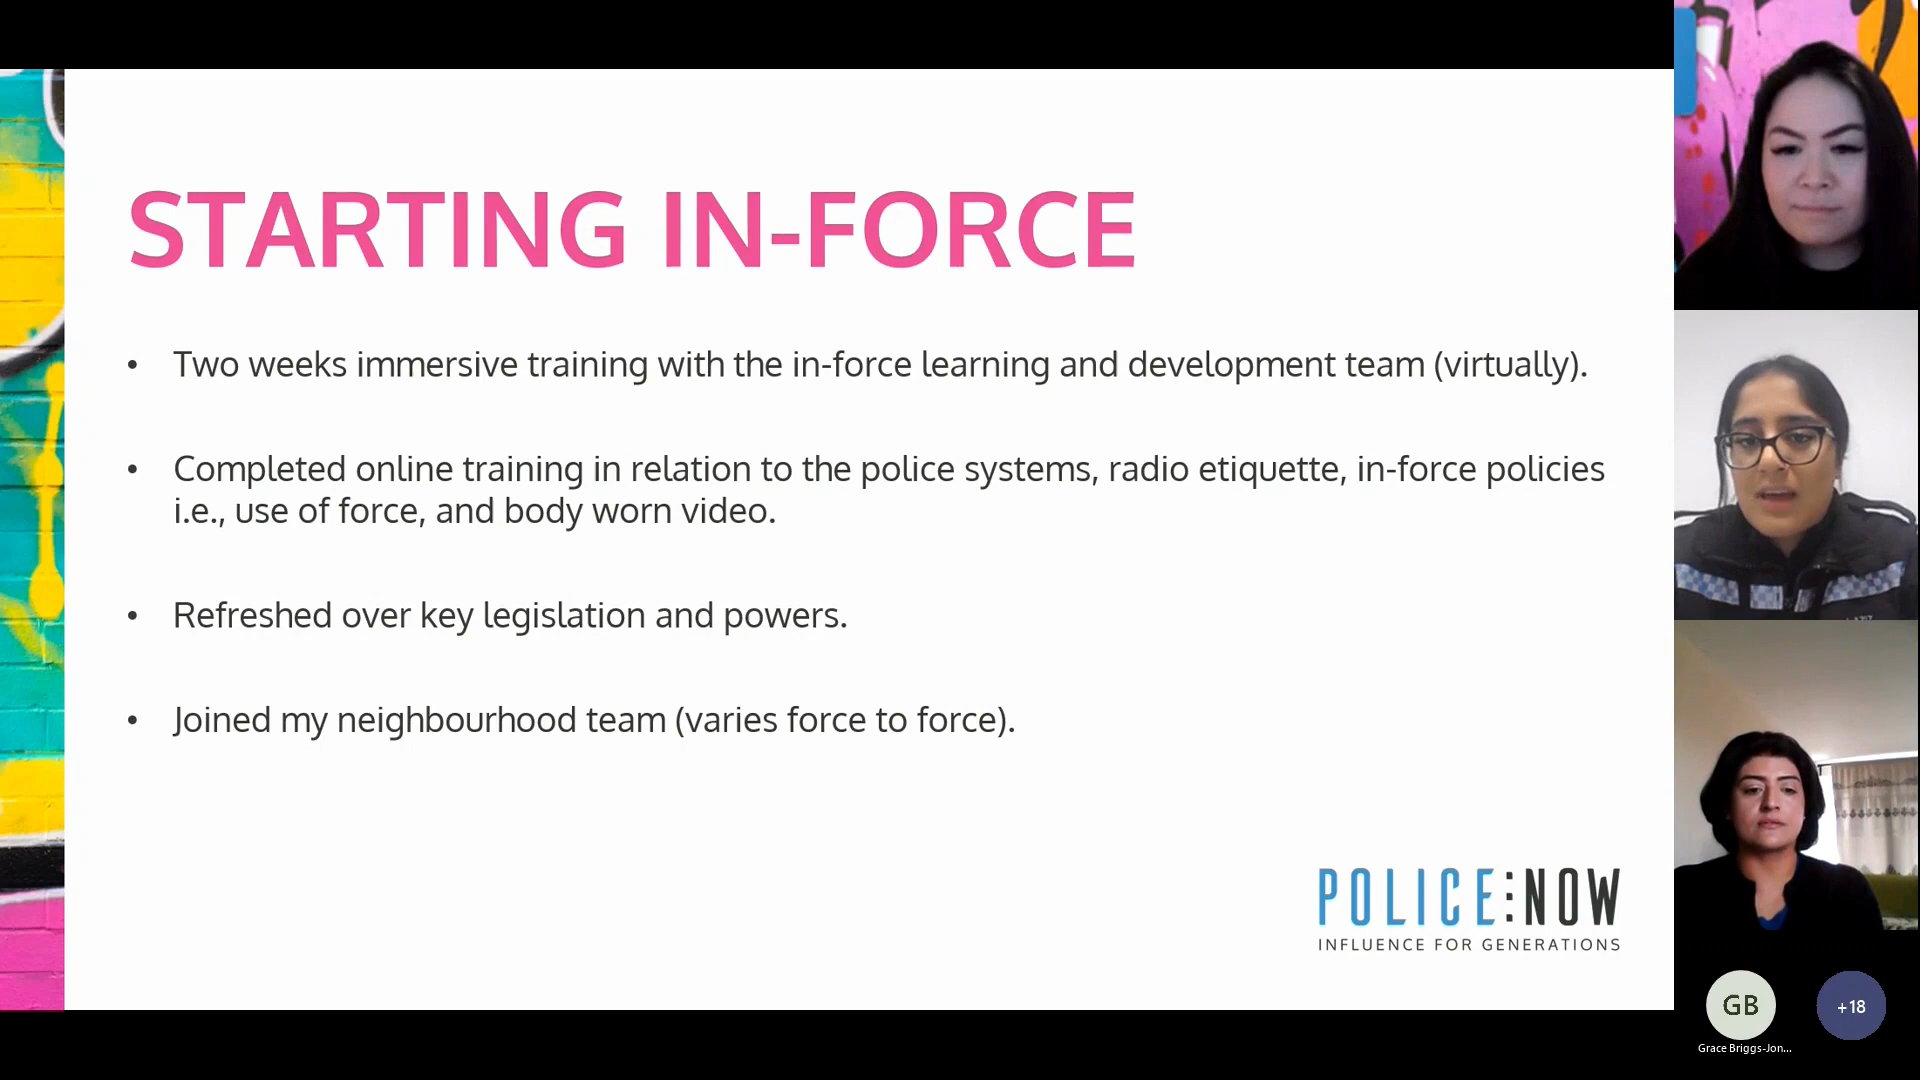 STARTING IN-FORCE
• Two weeks immersive training with the in-force learning and development team (virtually).
• Completed online training in relation to the police systems, radio etiquette, in-force policies
i.e., use of force, and body worn video.
• Refreshed over key legislation and powers.
• Joined my neighbourhood team (varies force to force).
POLICE:NOW
INFLUENCE FOR GENERATIONS
GB
+18
Grace Briggs-Jon...